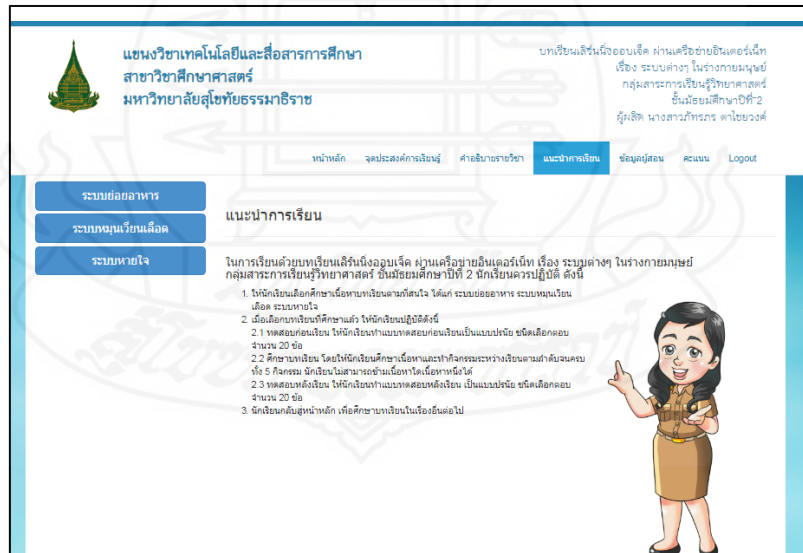 แขนงวิชาเทคโนโลยีและสื่อสารการศึกษา
สาขาวิชาศึกษาศาสตร์
มหาวิทยาลัยสุโขทัยธรรมาธิราช
บทเรียนเลิร์นนิ่งออบเจ็ค ผ่านเครือข่ายอินเตอร์เน็ท
เรื่อง ระบบต่างๆ ในร่างกายมนุษย์
กลุ่มสาระการเรียนรู้วิทยาศาสตร์
ชั้นมัธยมศึกษาปีที่-2
ผู้ผลิต นางสาวภัทรภร ตาไชยวงค์
หน้าหลัก จุดประสงค์การเรียนรู้ คำอธิบายรายวิชา แนะนำการเรียน ข้อมูลผู้สอน คะแนน Logout
ระบบย่อยอาหาร
ระบบหมุนเวียนเลือด
ระบบหายใจ
แนะนำการเรียน
ในการเรียนด้วยบทเรียนเลิร์นนิ่งออบเจ็ค ผ่านเครือข่ายอินเตอร์เน็ท เรื่อง ระบบต่างๆ ในร่างกายมนุษย์
กลุ่มสาระการเรียนรู้วิทยาศาสตร์ ชั้นมัธยมศึกษาปีที่ 2 นักเรียนควรปฏิบัติ ดังนี้
1. ให้นักเรียนเลือกศึกษาเนื้อหาบทเรียนตามที่สนใจ ได้แก่ ระบบย่อยอาหาร ระบบหมุนเวียน
เลือด ระบบหายใจ
2. เมื่อเลือกบทเรียนที่ศึกษาแล้ว ให้นักเรียนปฏิบัติดังนี้
2.1 ทดสอบก่อนเรียน ให้นักเรียนทำแบบทดสอบก่อนเรียนเป็นแบบปรนัย ชนิดเลือกตอบ
จำนวน 20 ข้อ
2.2 ศึกษาบทเรียน โดยให้นักเรียนศึกษาเนื้อหาและทำกิจกรรมระหว่างเรียนตามลำดับจนครบ
ทั้ง 5 กิจกรรม นักเรียนไม่สามารถข้ามเนื้อหาใดเนื้อหาหนึ่งได้
2.3 ทดสอบหลังเรียน ให้นักเรียนทำแบบทดสอบหลังเรียน เป็นแบบปรนัย ชนิดเลือกตอบ
จำนวน 20 ข้อ
3. นักเรียนกลับสู่หน้าหลัก เพื่อศึกษาบทเรียนในเรื่องอื่นต่อไป